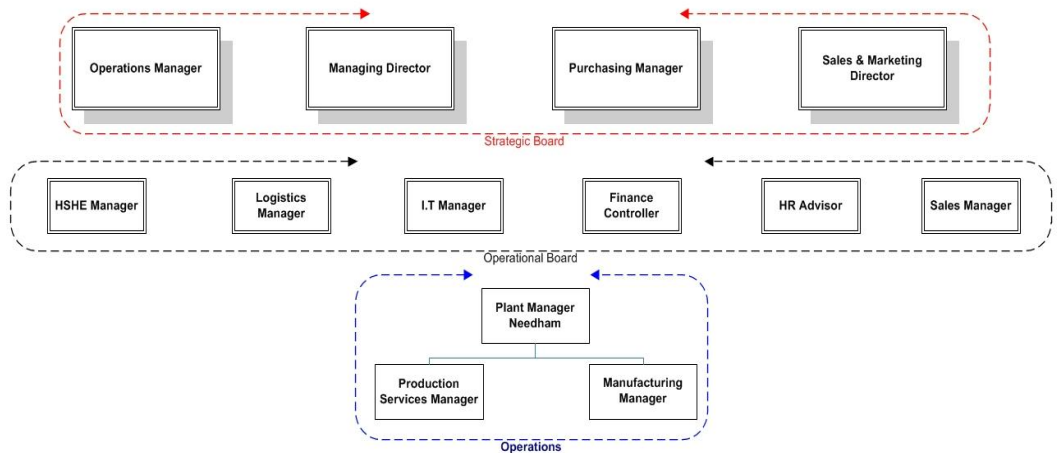 Operations Manager
Managing Director
Purchasing Manager
Sales & Marketing
Director
Strategic Board
HSHE Manager
Logistics
Manager
I.T Manager
Finance
Controller
HR Advisor
Sales Manager
Operational Board
Plant Manager
Needham
Production
Services Manager
Manufacturing
Manager
Operations